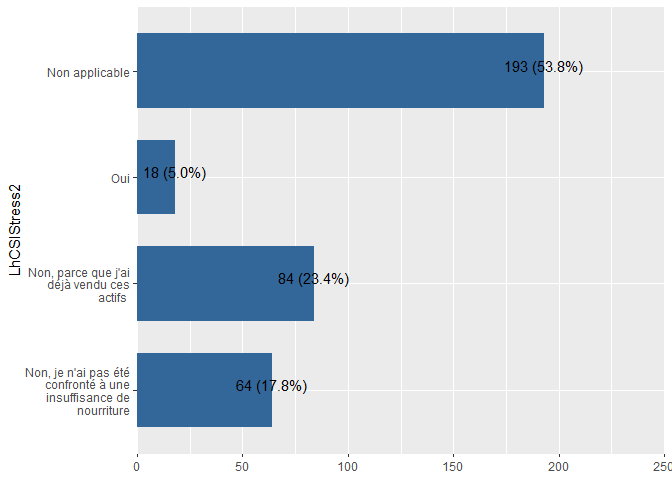 LhCSIStress2
Non applicable
193 (53.8%)
Oui
18 (5.0%)
Non, parce que j'ai
déjà vendu ces
actifs
84 (23.4%)
Non, je n'ai pas été
confronté à une
insuffisance de
nourriture
64 (17.8%)
0 50 100 150 200 250